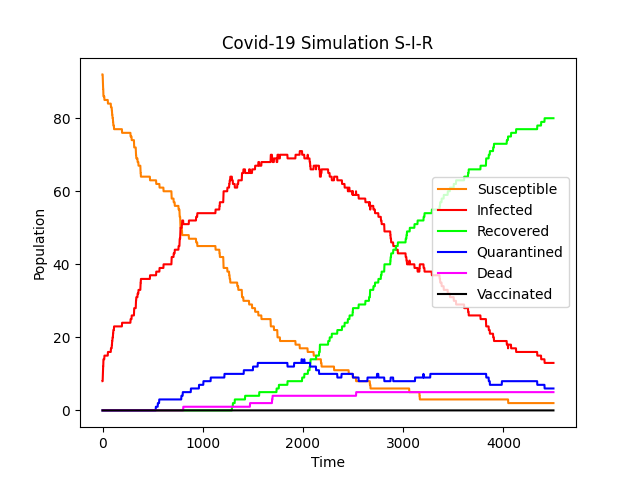 Covid-19 Simulation S-I-R
Population
80
60
40
20
0
Susceptible
Infected
Recovered
Quarantined
Dead
Vaccinated
0 1000 2000 3000 4000
Time